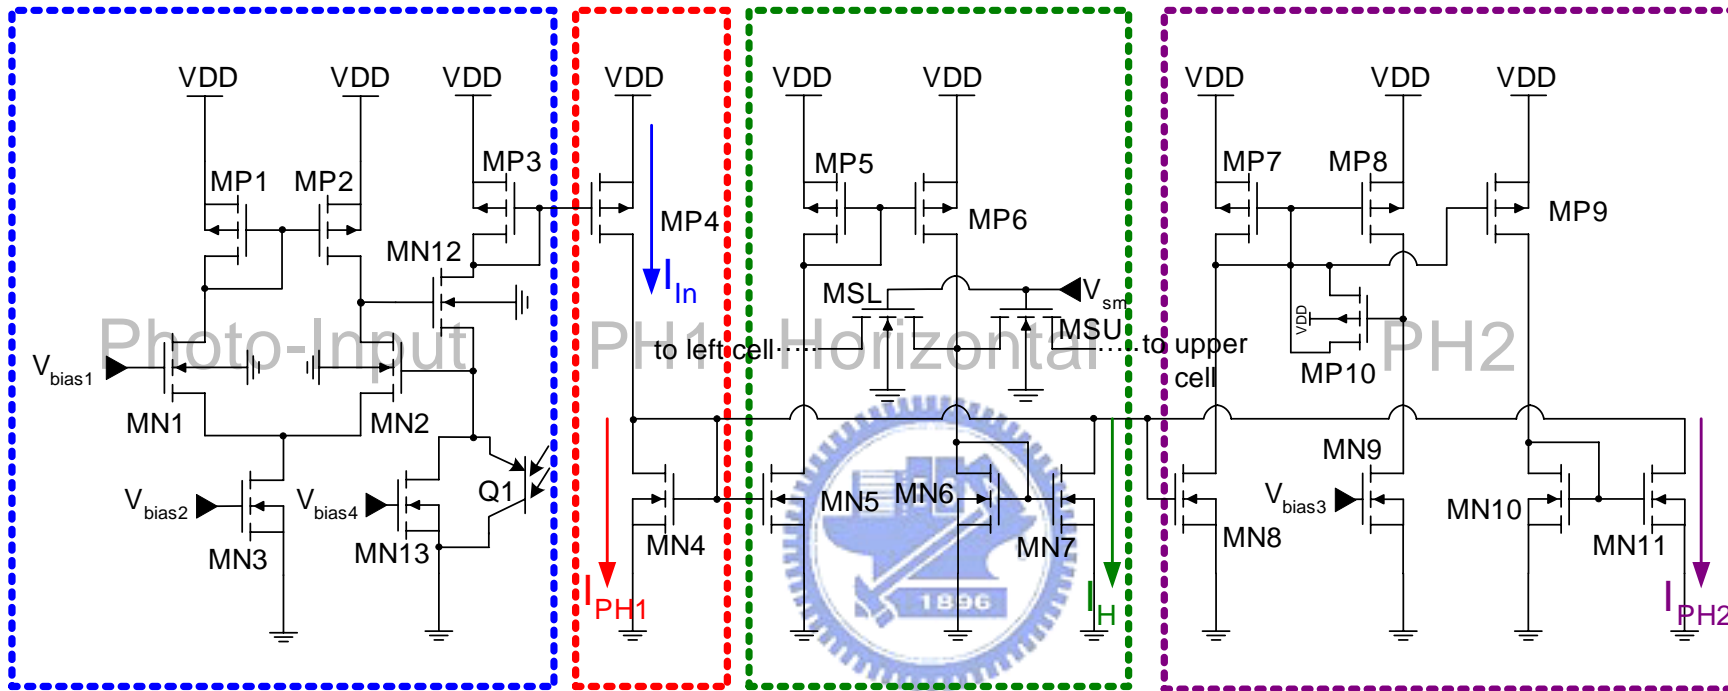 VDD VDD VDD VDD VDD VDD VDD VDD VDD
MP1 MP2 MP3 MP4 MP5 MP6 MP7 MP8 MP9
MN12 I_In MSL V_sm MSU MP10 VDD
Photo-Input PH1 Horizontal PH2
to left cell to upper cell
V_bias1 MN1 MN2
V_bias2 MN3 V_bias4 MN13 Q1
MN4 MN5 MN6 MN7 MN8 MN9 V_bias3 MN10 MN11
I_PH1 I_H I_PH2
1896